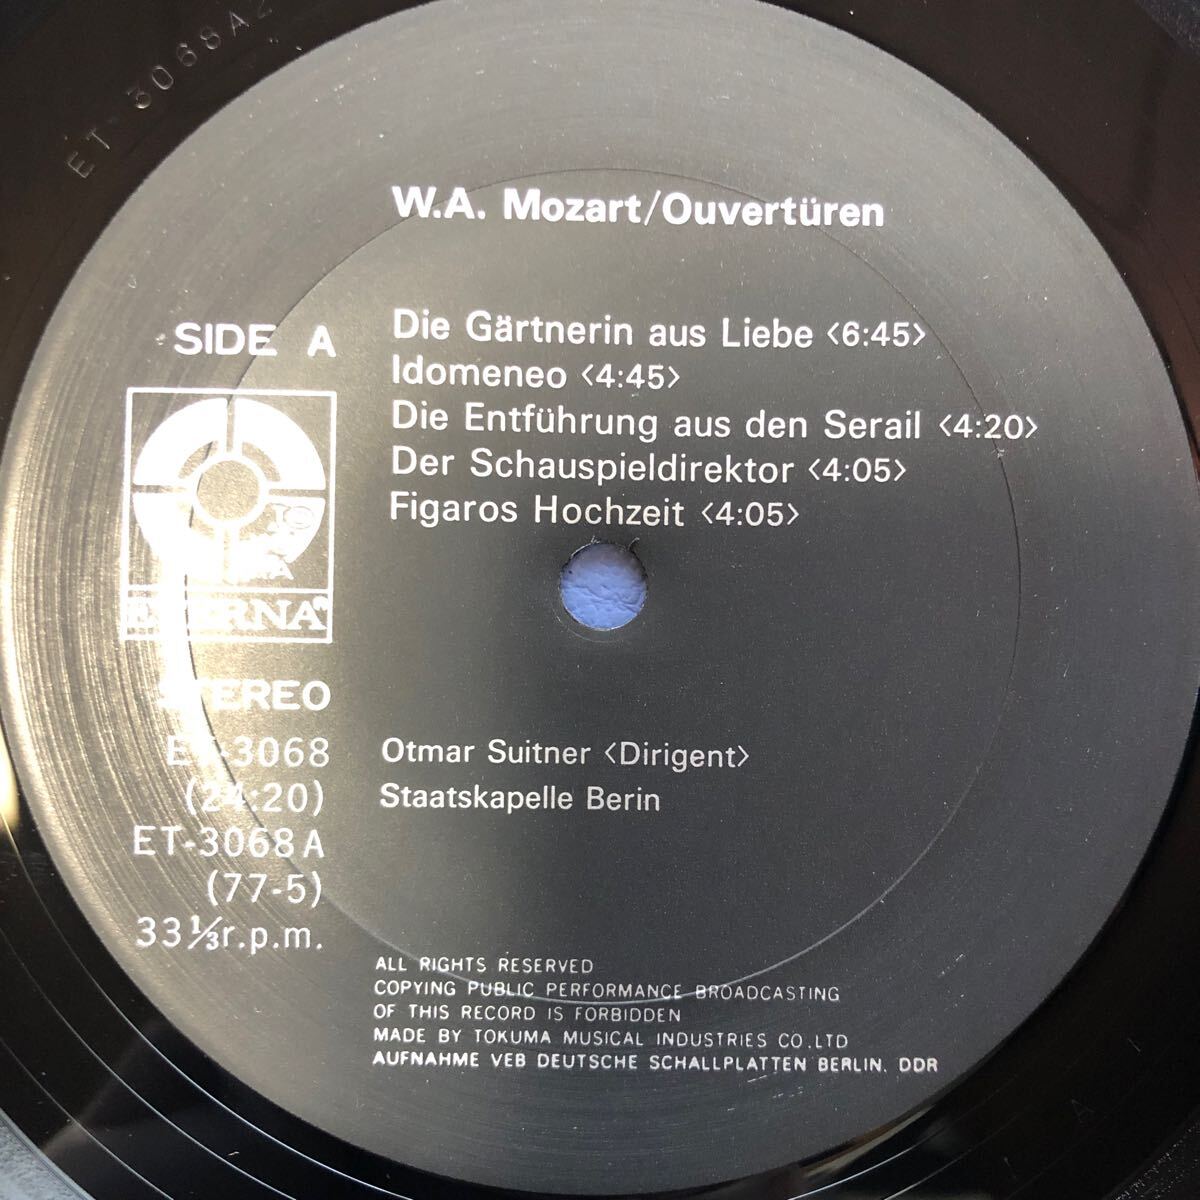 ET-3068A2
W.A. Mozart/Ouvertüren
SIDE A
Die Gärtnerin aus Liebe <6:45>
Idomeneo <4:45>
Die Entführung aus den Serail <4:20>
Der Schauspieldirektor <4:05>
Figaros Hochzeit <4:05>
ETERNA
STEREO
ET-3068
(24:20)
ET-3068A
(77-5)
33⅓r.p.m.
Otmar Suitner <Dirigent>
Staatskapelle Berin
ALL RIGHTS RESERVED
COPYING PUBLIC PERFORMANCE BROADCASTING
OF THIS RECORD IS FORBIDDEN
MADE BY TOKUMA MUSICAL INDUSTRIES CO.,LTD
AUFNAHME VEB DEUTSCHE SCHALLPLATTEN BERLIN, DDR